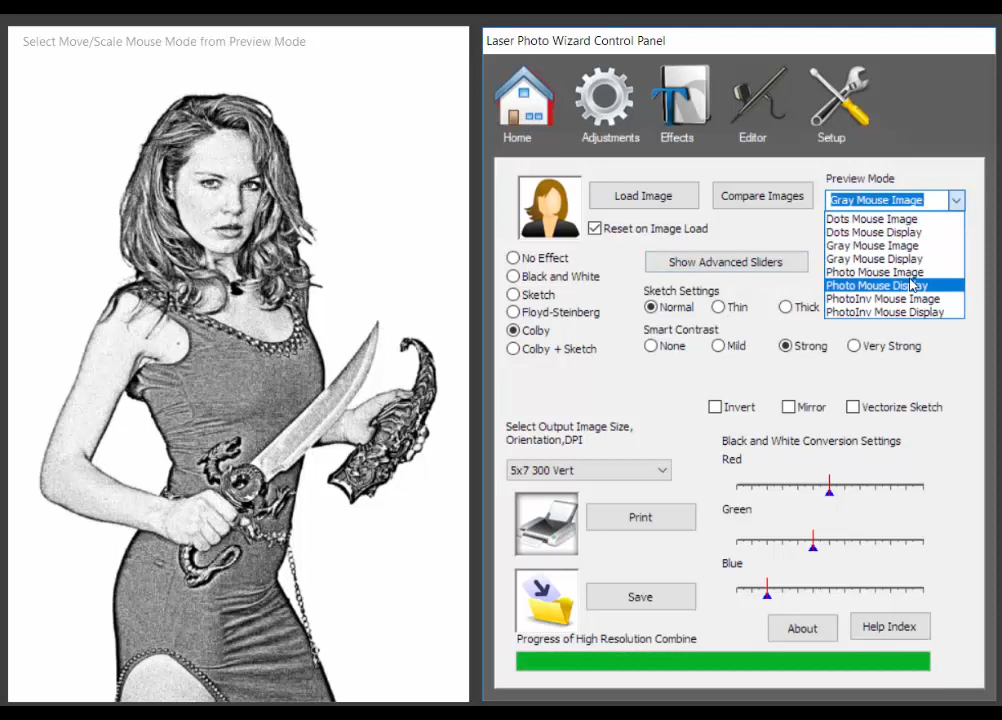 Select Move/Scale Mouse Mode from Preview Mode
Laser Photo Wizard Control Panel
Home
Adjustments
Effects
Editor
Setup
Load Image
Compare Images
Preview Mode
Gray Mouse Image
Reset on Image Load
Dots Mouse Image
Dots Mouse Display
Gray Mouse Image
Gray Mouse Display
Photo Mouse Image
Photo Mouse Display
PhotoInv Mouse Image
PhotoInv Mouse Display
No Effect
Black and White
Sketch
Floyd-Steinberg
Colby
Colby + Sketch
Show Advanced Sliders
Sketch Settings
Normal Thin Thick
Smart Contrast
None Mild Strong Very Strong
Invert Mirror Vectorize Sketch
Select Output Image Size,
Orientation,DPI
5x7 300 Vert
Black and White Conversion Settings
Red
Green
Blue
Print
Save
About
Help Index
Progress of High Resolution Combine